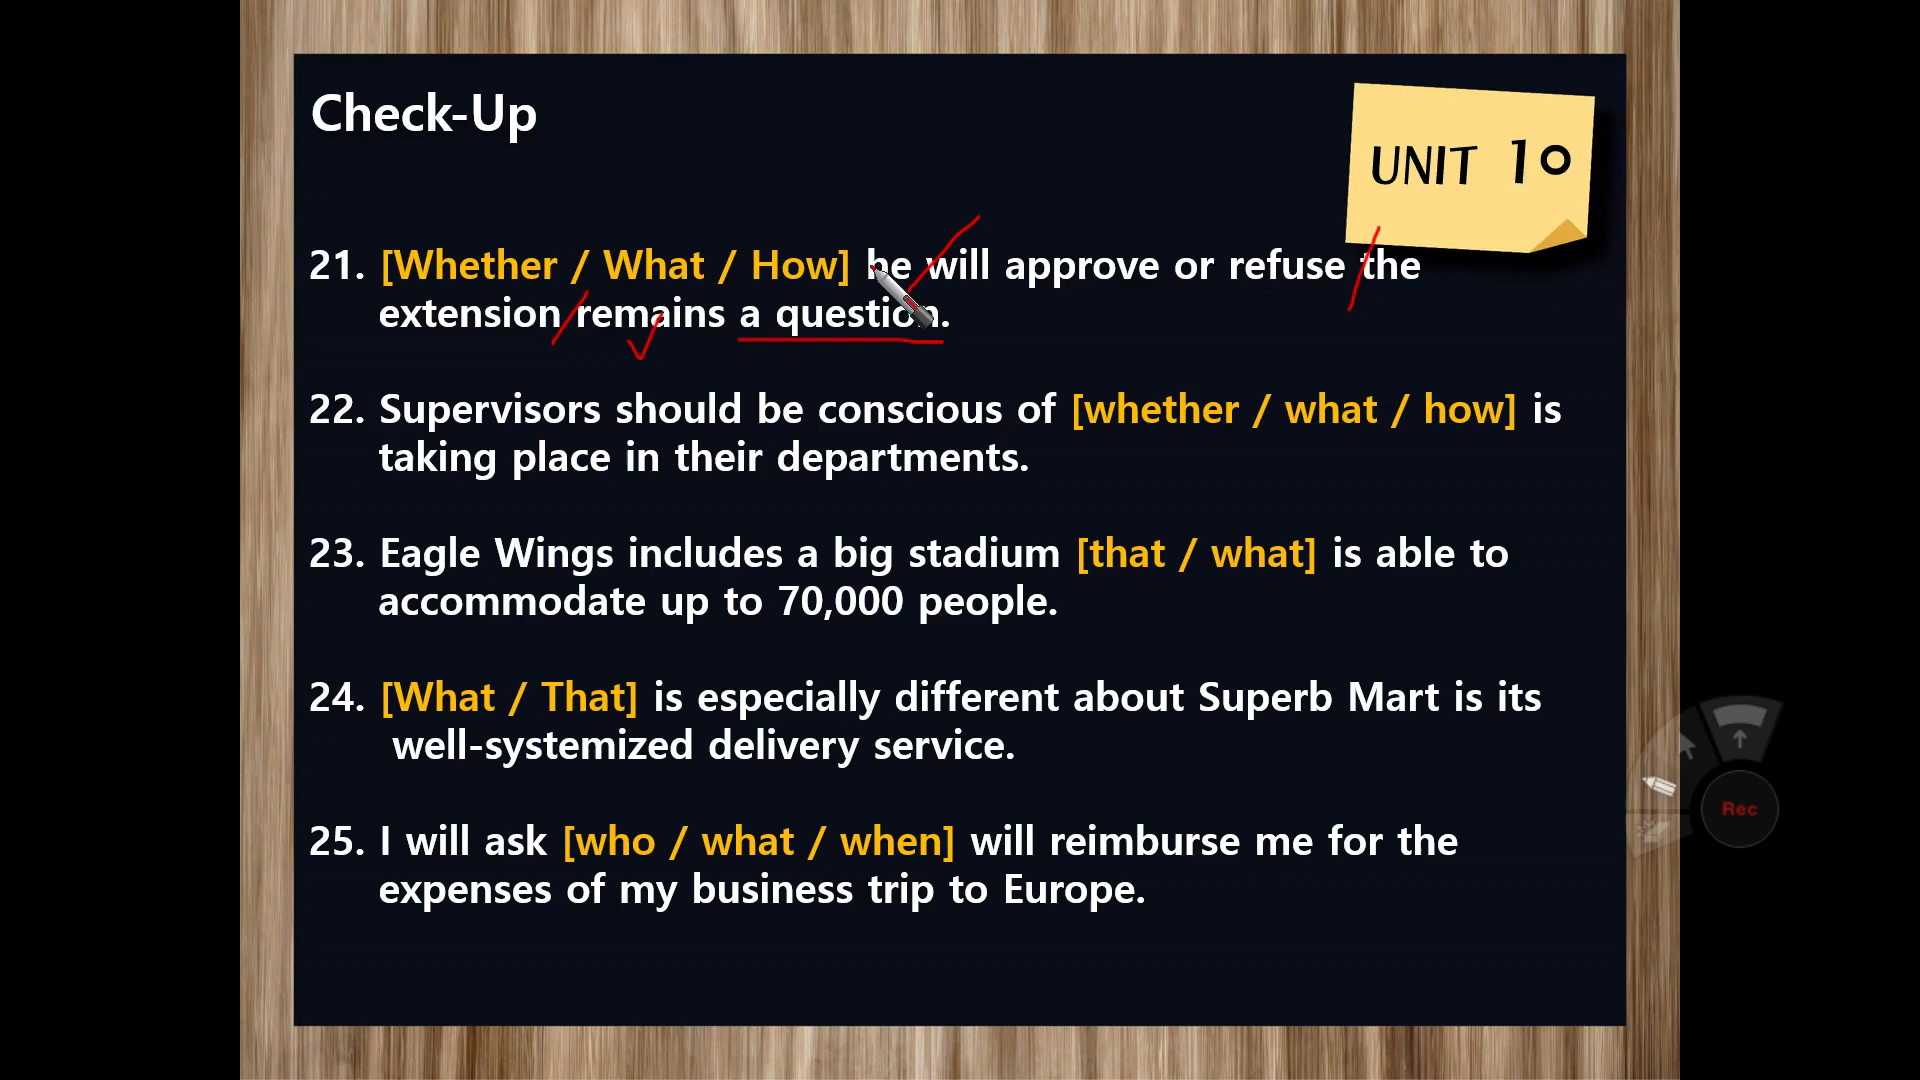 Check-Up
UNIT 10
21. [Whether / What / How] he will approve or refuse the
extension remains a question.
22. Supervisors should be conscious of [whether / what / how] is
taking place in their departments.
23. Eagle Wings includes a big stadium [that / what] is able to
accommodate up to 70,000 people.
24. [What / That] is especially different about Superb Mart is its
well-systemized delivery service.
25. I will ask [who / what / when] will reimburse me for the
expenses of my business trip to Europe.
Rec